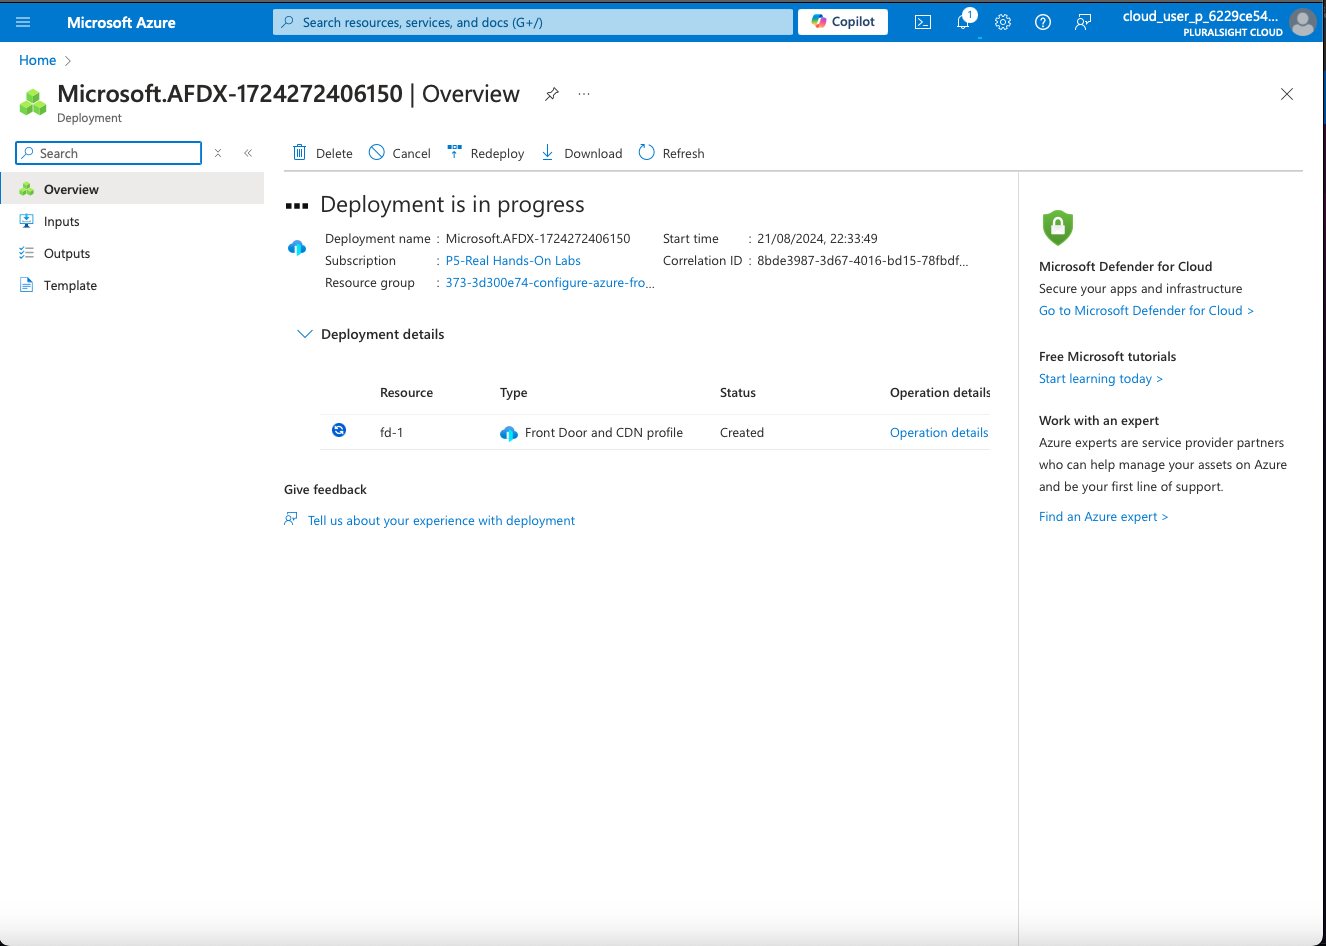 Microsoft Azure
Search resources, services, and docs (G+/)
Copilot
1
cloud_user_p_6229ce54...
PLURALSIGHT CLOUD
Home
Microsoft.AFDX-1724272406150 | Overview
Deployment
Search
Delete
Cancel
Redeploy
Download
Refresh
Overview
Inputs
Outputs
Template
Deployment is in progress
Deployment name : Microsoft.AFDX-1724272406150
Subscription : P5-Real Hands-On Labs
Resource group : 373-3d300e74-configure-azure-fro...
Start time : 21/08/2024, 22:33:49
Correlation ID : 8bde3987-3d67-4016-bd15-78fbdf...
Deployment details
Resource Type Status Operation details
fd-1 Front Door and CDN profile Created Operation details
Give feedback
Tell us about your experience with deployment
Microsoft Defender for Cloud
Secure your apps and infrastructure
Go to Microsoft Defender for Cloud >
Free Microsoft tutorials
Start learning today >
Work with an expert
Azure experts are service provider partners
who can help manage your assets on Azure
and be your first line of support.
Find an Azure expert >